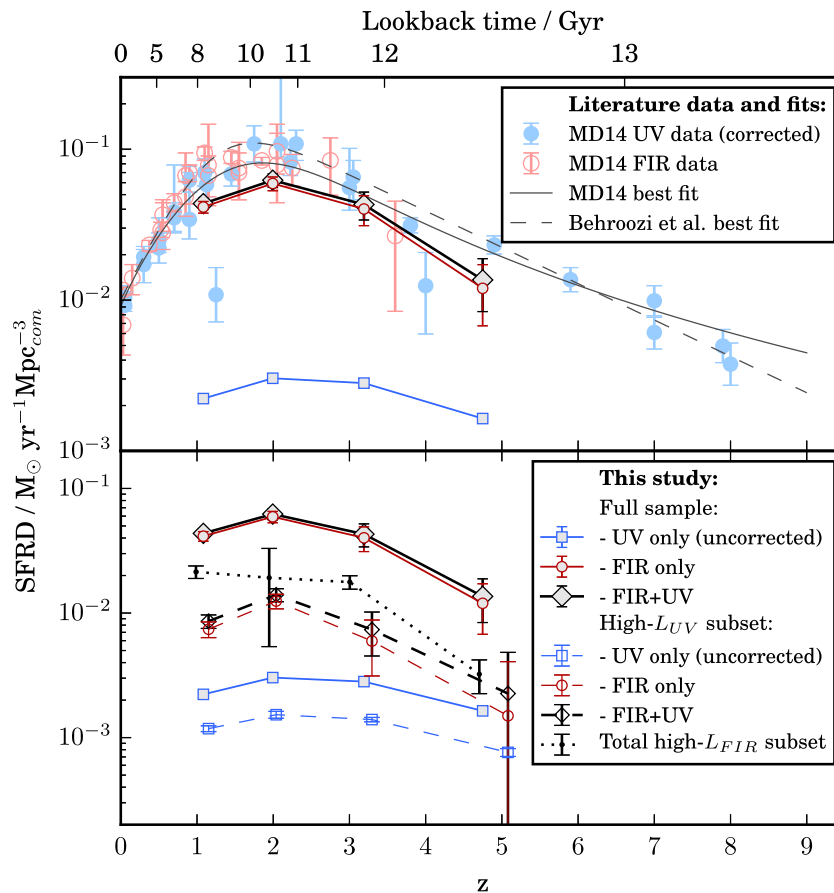 Lookback time / Gyr
0 5 8 10 11 12 13
Literature data and fits:
MD14 UV data (corrected)
MD14 FIR data
MD14 best fit
Behroozi et al. best fit
10⁻¹
10⁻²
10⁻³
SFRD / M⊙ yr⁻¹Mpc⁻³com
10⁻¹
10⁻²
10⁻³
This study:
Full sample:
- UV only (uncorrected)
- FIR only
- FIR+UV
High-L_UV subset:
- UV only (uncorrected)
- FIR only
- FIR+UV
Total high-L_FIR subset
0 1 2 3 4 5 6 7 8 9
z